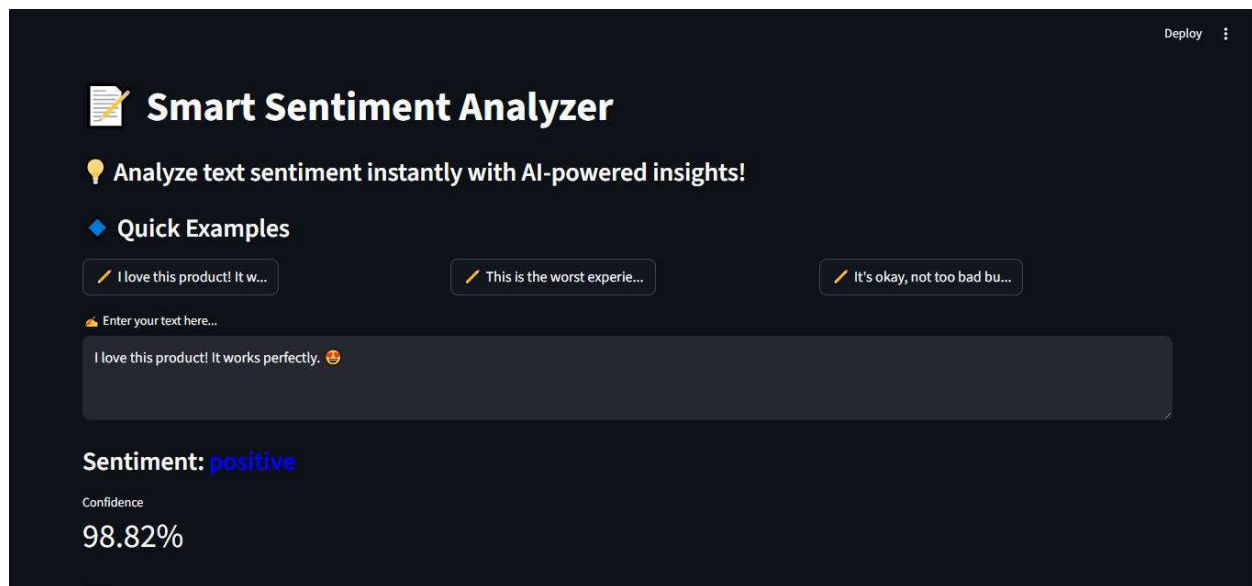 Deploy
📝 Smart Sentiment Analyzer
💡 Analyze text sentiment instantly with AI-powered insights!
🔹 Quick Examples
🖍 I love this product! It w...
🖍 This is the worst experie...
🖍 It's okay, not too bad bu...
✍ Enter your text here...
I love this product! It works perfectly. 🤩
Sentiment: positive
Confidence
98.82%